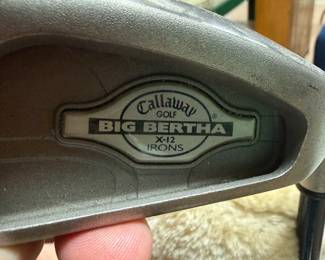 Callaway
GOLF
BIG BERTHA ®
X-12
IRONS